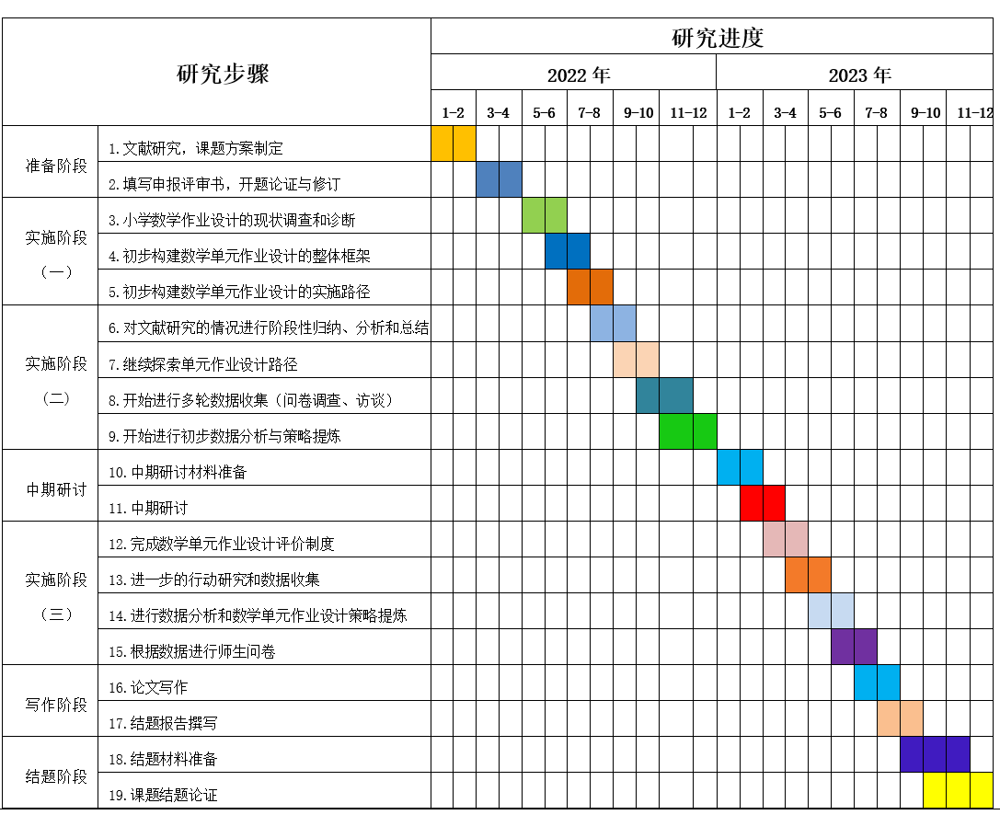 研究步骤
研究进度
2022 年
2023 年
1-2
3-4
5-6
7-8
9-10
11-12
1-2
3-4
5-6
7-8
9-10
11-12
准备阶段
1.文献研究，课题方案制定
2.填写申报评审书，开题论证与修订
实施阶段
（一）
3.小学数学作业设计的现状调查和诊断
4.初步构建数学单元作业设计的整体框架
5.初步构建数学单元作业设计的实施路径
实施阶段
（二）
6.对文献研究的情况进行阶段性归纳、分析和总结
7.继续探索单元作业设计路径
8.开始进行多轮数据收集（问卷调查、访谈）
9.开始进行初步数据分析与策略提炼
中期研讨
10.中期研讨材料准备
11.中期研讨
实施阶段
（三）
12.完成数学单元作业设计评价制度
13.进一步的行动研究和数据收集
14.进行数据分析和数学单元作业设计策略提炼
15.根据数据进行师生问卷
写作阶段
16.论文写作
17.结题报告撰写
结题阶段
18.结题材料准备
19.课题结题论证